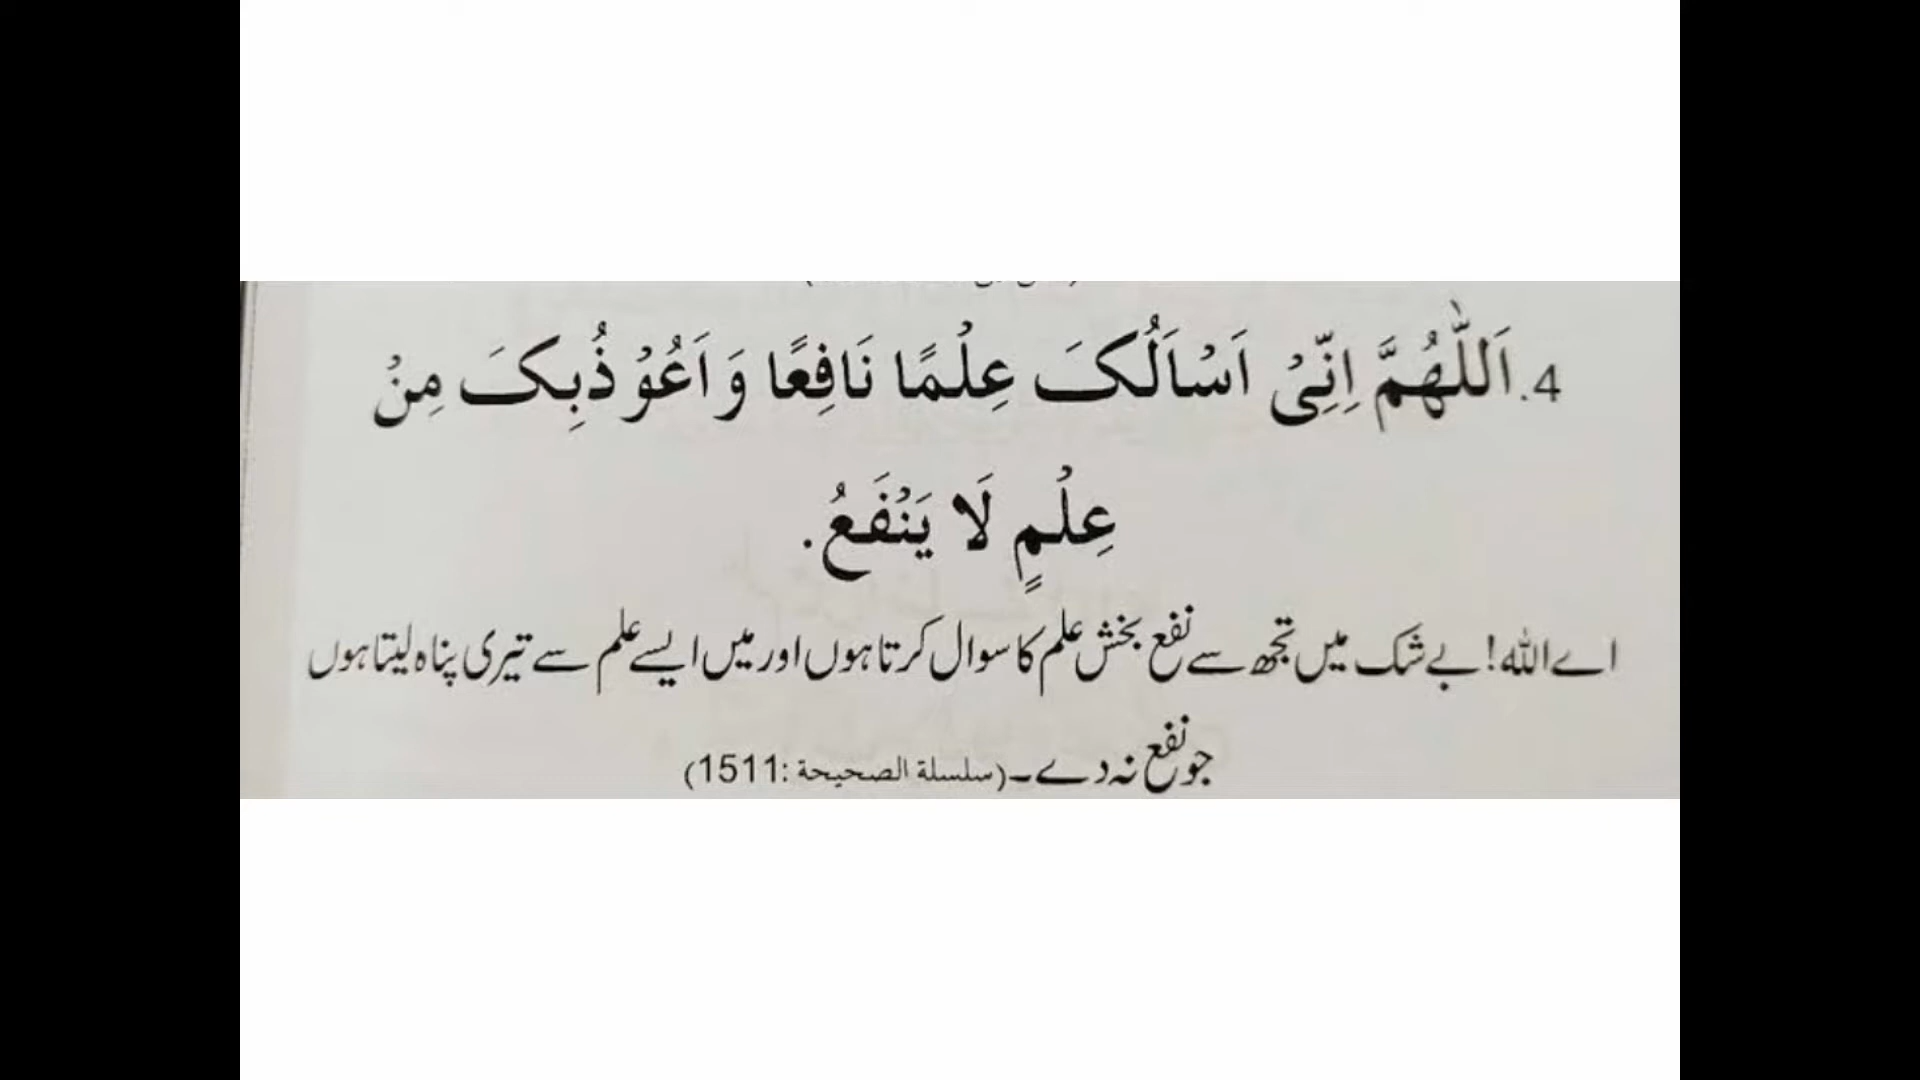 4. اَللّٰهُمَّ اِنِّیْ اَسْاَلُکَ عِلْمًا نَافِعًا وَ اَعُوْذُبِکَ مِنْ
عِلْمٍ لَا یَنْفَعُ.
اے اللہ! بے شک میں تجھ سے نفع بخش علم کا سوال کرتا ہوں اور میں ایسے علم سے تیری پناہ لیتا ہوں
جو نفع نہ دے۔ (سلسلة الصحيحة: 1511)